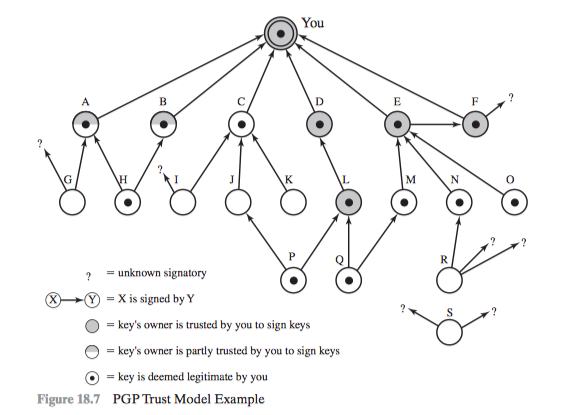 You
A B C D E F ?
?
G H ? I J K L M N O
P Q R ? ?
? S ?
? = unknown signatory
X Y = X is signed by Y
= key's owner is trusted by you to sign keys
= key's owner is partly trusted by you to sign keys
= key is deemed legitimate by you
Figure 18.7 PGP Trust Model Example